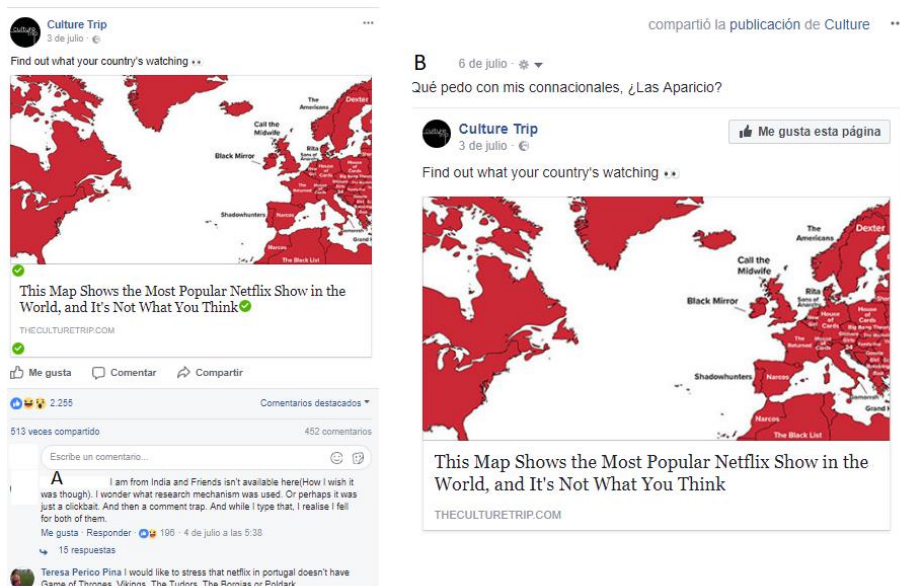 Culture Trip
3 de julio ·
Find out what your country's watching
The Americans
Dexter
Call the Midwife
Rita
Sons of Anarchy
Black Mirror
House of Cards
Shadowhunters
Narcos
Narcos
The Black List
This Map Shows the Most Popular Netflix Show in the
World, and It's Not What You Think
THECULTURETRIP.COM
Me gusta Comentar Compartir
2.255 Comentarios destacados
513 veces compartido 452 comentarios
Escribe un comentario...
A I am from India and Friends isn't available here(How I wish it
was though). I wonder what research mechanism was used. Or perhaps it was
just a clickbait. And then a comment trap. And while I type that, I realise I fell
for both of them.
Me gusta · Responder · 196 · 4 de julio a las 5:38
15 respuestas
Teresa Perico Pina I would like to stress that netflix in portugal doesn't have
Game of Thrones, Vikings, The Tudors, The Borgias or Poldark.
compartió la publicación de Culture
B 6 de julio ·
Qué pedo con mis connacionales, ¿Las Aparicio?
Culture Trip
3 de julio ·
Me gusta esta página
Find out what your country's watching
The Americans
Dexter
Call the Midwife
Rita
Sons of Anarchy
Black Mirror
House of Cards
House of Cards
Big Bang Theory
The Returned
Shadowhunters
Narcos
Gomorrah
Narcos
The Black List
This Map Shows the Most Popular Netflix Show in the
World, and It's Not What You Think
THECULTURETRIP.COM